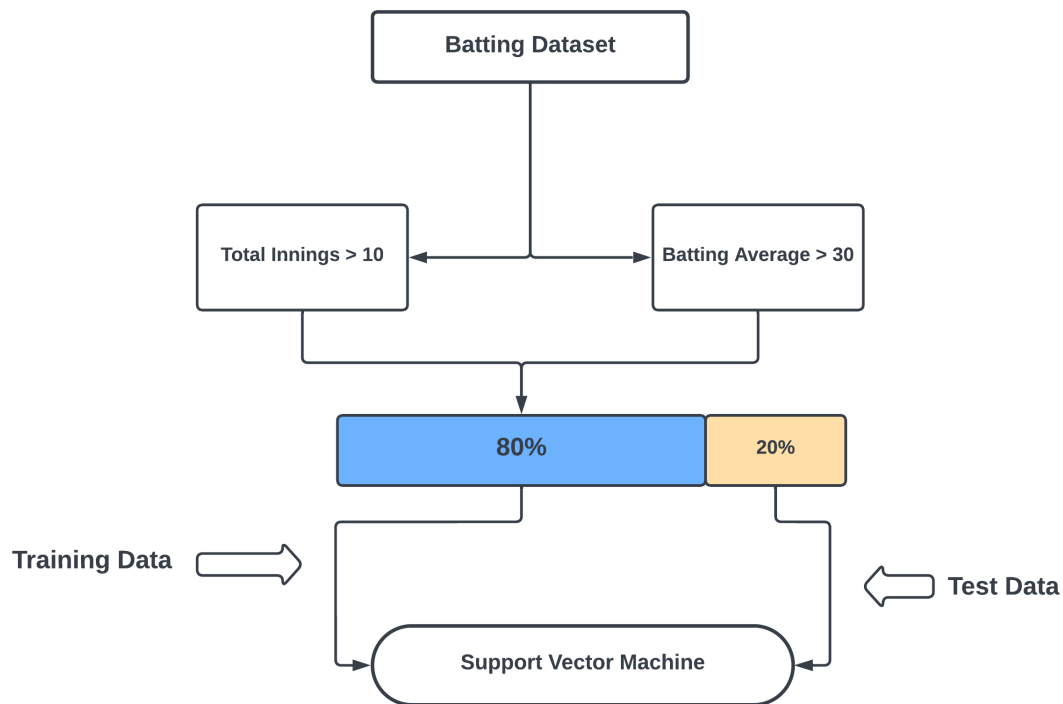 Batting Dataset
Total Innings > 10
Batting Average > 30
80%
20%
Training Data
Test Data
Support Vector Machine